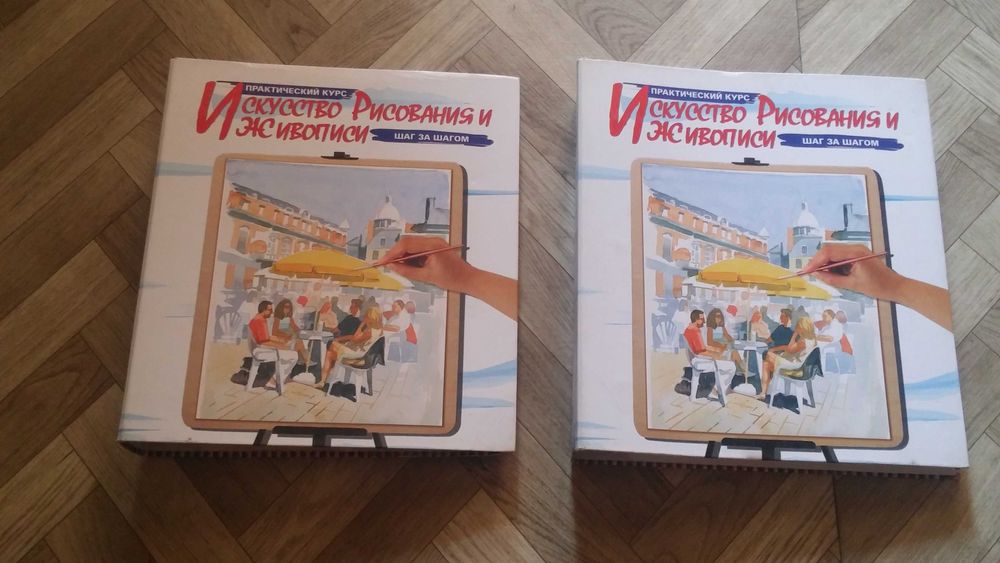 ПРАКТИЧЕСКИЙ КУРС
Искусство Рисования и
Живописи
ШАГ ЗА ШАГОМ
ПРАКТИЧЕСКИЙ КУРС
Искусство Рисования и
Живописи
ШАГ ЗА ШАГОМ